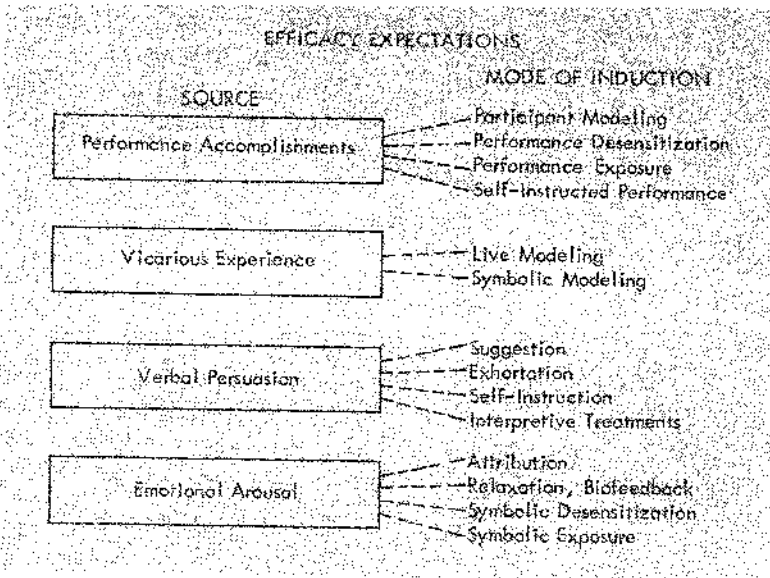 EFFICACY EXPECTATIONS
SOURCE
MODE OF INDUCTION
Performance Accomplishments
Participant Modeling
Performance Desensitization
Performance Exposure
Self-Instructed Performance
Vicarious Experience
Live Modeling
Symbolic Modeling
Verbal Persuasion
Suggestion
Exhortation
Self-Instruction
Interpretive Treatments
Emotional Arousal
Attribution
Relaxation, Biofeedback
Symbolic Desensitization
Symbolic Exposure